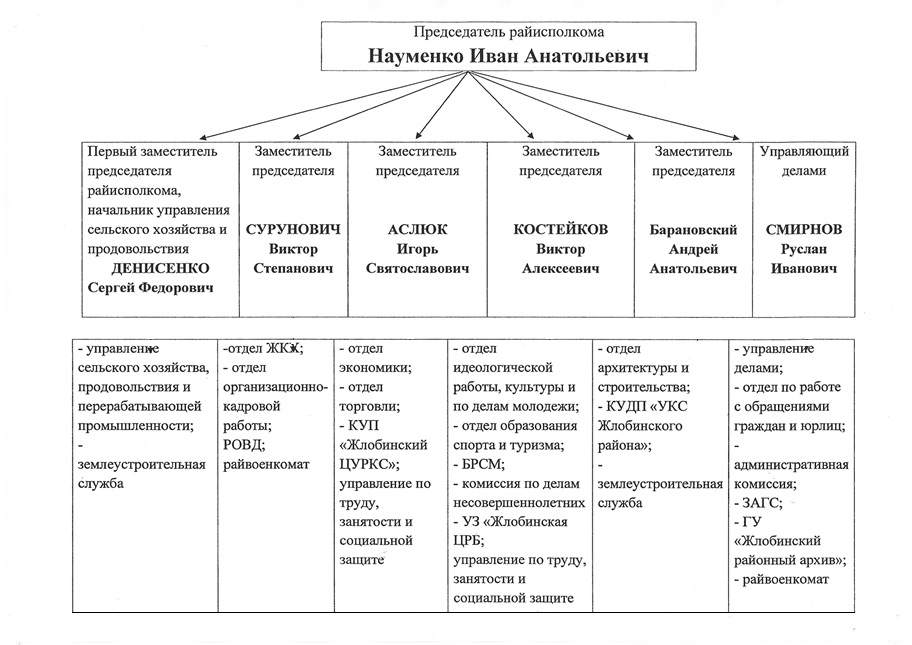 Председатель райисполкома
Науменко Иван Анатольевич
Первый заместитель
председателя
райисполкома,
начальник управления
сельского хозяйства и
продовольствия
ДЕНИСЕНКО
Сергей Федорович
Заместитель
председателя
СУРУНОВИЧ
Виктор
Степанович
Заместитель
председателя
АСЛЮК
Игорь
Святославович
Заместитель
председателя
КОСТЕЙКОВ
Виктор
Алексеевич
Заместитель
председателя
Барановский
Андрей
Анатольевич
Управляющий
делами
СМИРНОВ
Руслан
Иванович
- управление
сельского хозяйства,
продовольствия и
перерабатывающей
промышленности;
-
землеустроительная
служба
-отдел ЖКХ;
- отдел
организационно-
кадровой
работы;
РОВД;
райвоенкомат
- отдел
экономики;
- отдел
торговли;
- КУП
«Жлобинский
ЦУРКС»;
управление по
труду,
занятости и
социальной
защите
- отдел
идеологической
работы, культуры и
по делам молодежи;
- отдел образования
спорта и туризма;
- БРСМ;
- комиссия по делам
несовершеннолетних
- УЗ «Жлобинская
ЦРБ;
управление по труду,
занятости и
социальной защите
- отдел
архитектуры и
строительства;
- КУДП «УКС
Жлобинского
района»;
-
землеустроительная
служба
- управление
делами;
- отдел по работе
с обращениями
граждан и юрлиц;
-
административная
комиссия;
- ЗАГС;
- ГУ
«Жлобинский
районный архив»;
- райвоенкомат